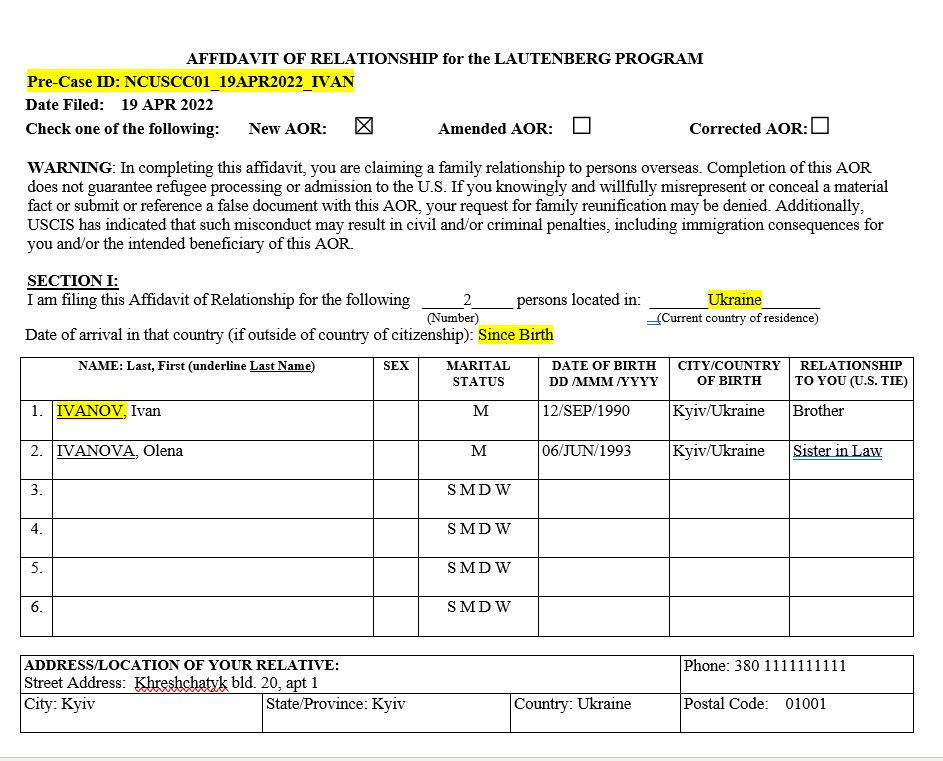 AFFIDAVIT OF RELATIONSHIP for the LAUTENBERG PROGRAM
Pre-Case ID: NCUSCC01_19APR2022_IVAN
Date Filed: 19 APR 2022
Check one of the following: New AOR: ☒ Amended AOR: ☐ Corrected AOR: ☐
WARNING: In completing this affidavit, you are claiming a family relationship to persons overseas. Completion of this AOR
does not guarantee refugee processing or admission to the U.S. If you knowingly and willfully misrepresent or conceal a material
fact or submit or reference a false document with this AOR, your request for family reunification may be denied. Additionally,
USCIS has indicated that such misconduct may result in civil and/or criminal penalties, including immigration consequences for
you and/or the intended beneficiary of this AOR.
SECTION I:
I am filing this Affidavit of Relationship for the following 2 persons located in: Ukraine
(Number) (Current country of residence)
Date of arrival in that country (if outside of country of citizenship): Since Birth
NAME: Last, First (underline Last Name) SEX MARITAL STATUS DATE OF BIRTH DD /MMM /YYYY CITY/COUNTRY OF BIRTH RELATIONSHIP TO YOU (U.S. TIE)
1. IVANOV, Ivan M 12/SEP/1990 Kyiv/Ukraine Brother
2. IVANOVA, Olena M 06/JUN/1993 Kyiv/Ukraine Sister in Law
3. S M D W
4. S M D W
5. S M D W
6. S M D W
ADDRESS/LOCATION OF YOUR RELATIVE: Phone: 380 1111111111
Street Address: Khreshchatyk bld. 20, apt 1
City: Kyiv State/Province: Kyiv Country: Ukraine Postal Code: 01001